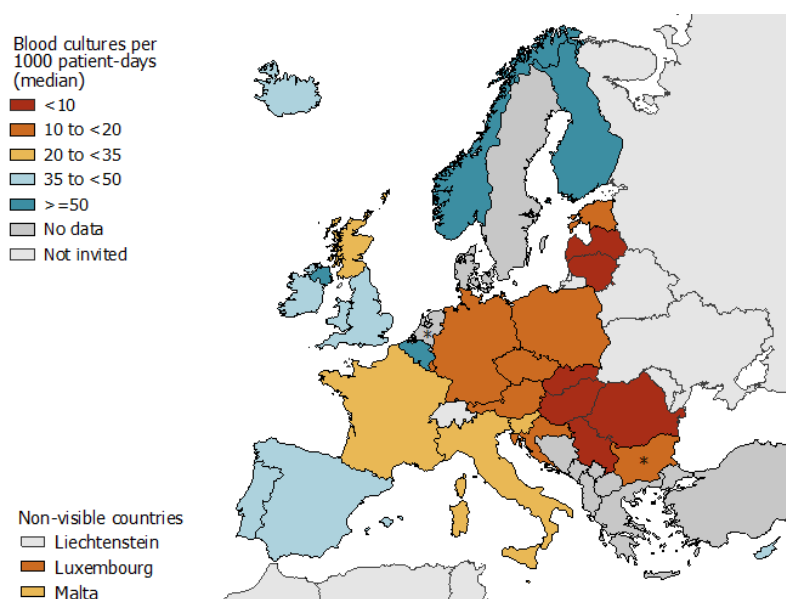 Blood cultures per
1000 patient-days
(median)
<10
10 to <20
20 to <35
35 to <50
>=50
No data
Not invited
*
*
Non-visible countries
Liechtenstein
Luxembourg
Malta